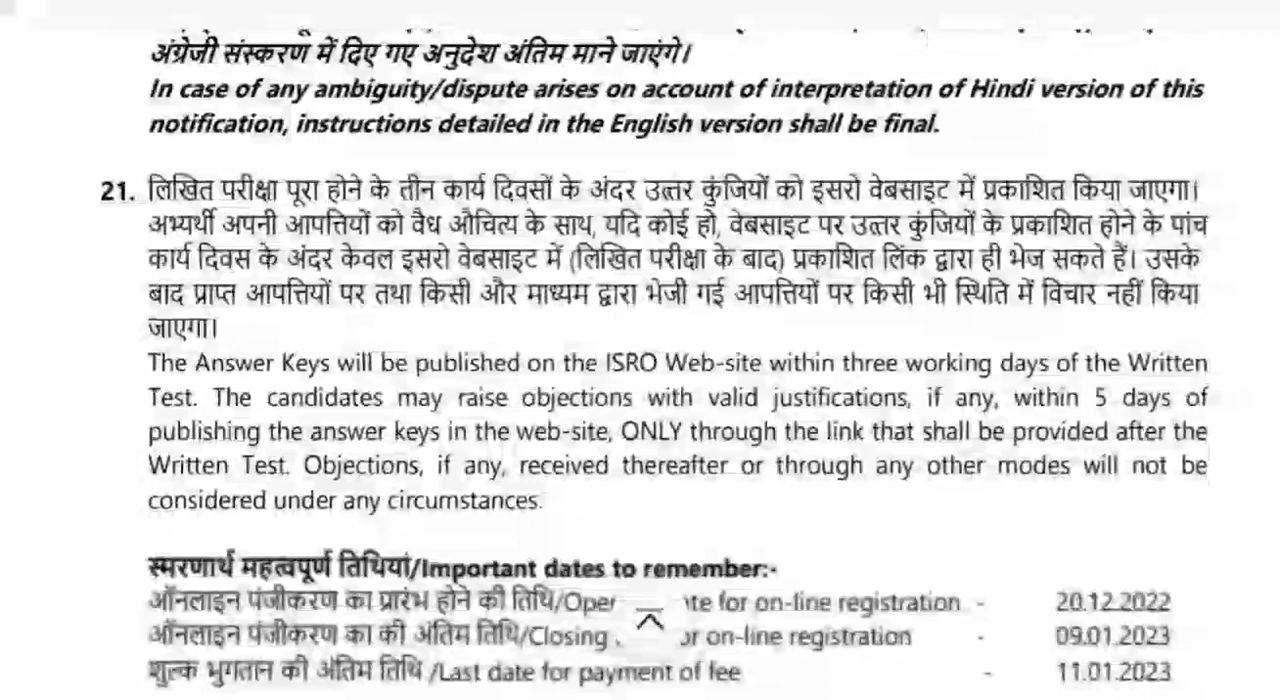 अंग्रेजी संस्करण में दिए गए अनुदेश अंतिम माने जाएंगे।
In case of any ambiguity/dispute arises on account of interpretation of Hindi version of this
notification, instructions detailed in the English version shall be final.
21. लिखित परीक्षा पूरा होने के तीन कार्य दिवसों के अंदर उत्तर कुंजियों को इसरो वेबसाइट में प्रकाशित किया जाएगा।
अभ्यर्थी अपनी आपत्तियों को वैध औचित्य के साथ, यदि कोई हो, वेबसाइट पर उत्तर कुंजियों के प्रकाशित होने के पांच
कार्य दिवस के अंदर केवल इसरो वेबसाइट में (लिखित परीक्षा के बाद) प्रकाशित लिंक द्वारा ही भेज सकते हैं। उसके
बाद प्राप्त आपत्तियों पर तथा किसी और माध्यम द्वारा भेजी गई आपत्तियों पर किसी भी स्थिति में विचार नहीं किया
जाएगा।
The Answer Keys will be published on the ISRO Web-site within three working days of the Written
Test. The candidates may raise objections with valid justifications, if any, within 5 days of
publishing the answer keys in the web-site, ONLY through the link that shall be provided after the
Written Test. Objections, if any, received thereafter or through any other modes will not be
considered under any circumstances.
स्मरणार्थ महत्वपूर्ण तिथियां/Important dates to remember:-
ऑनलाइन पंजीकरण का प्रारंभ होने की तिथि/Oper te for on-line registration - 20.12.2022
ऑनलाइन पंजीकरण का की अंतिम तिथि/Closing or on-line registration - 09.01.2023
शुल्क भुगतान की अंतिम तिथि /Last date for payment of fee - 11.01.2023